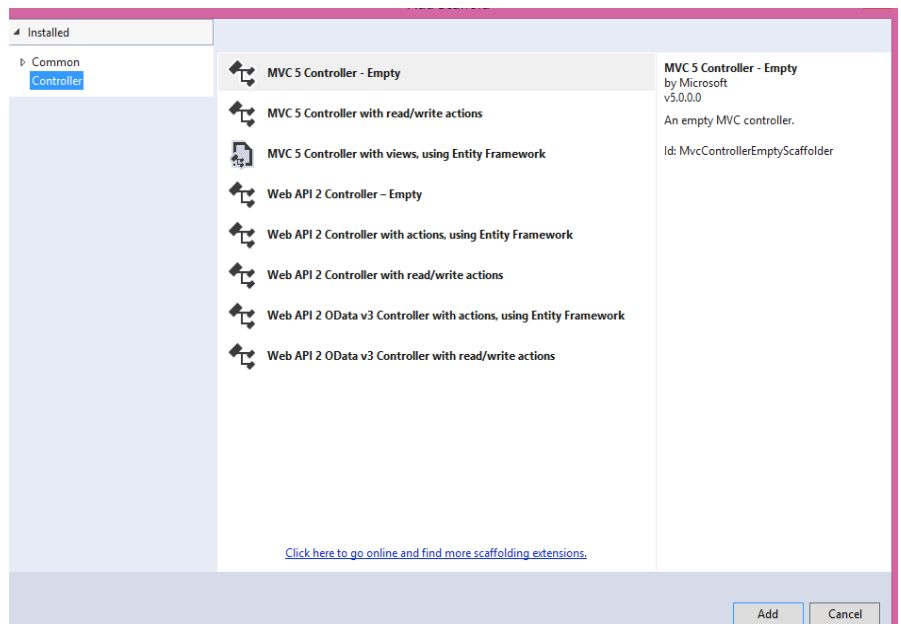 Installed
Common
Controller
MVC 5 Controller - Empty
MVC 5 Controller with read/write actions
MVC 5 Controller with views, using Entity Framework
Web API 2 Controller – Empty
Web API 2 Controller with actions, using Entity Framework
Web API 2 Controller with read/write actions
Web API 2 OData v3 Controller with actions, using Entity Framework
Web API 2 OData v3 Controller with read/write actions
Click here to go online and find more scaffolding extensions.
MVC 5 Controller - Empty
by Microsoft
v5.0.0.0
An empty MVC controller.
Id: MvcControllerEmptyScaffolder
Add
Cancel